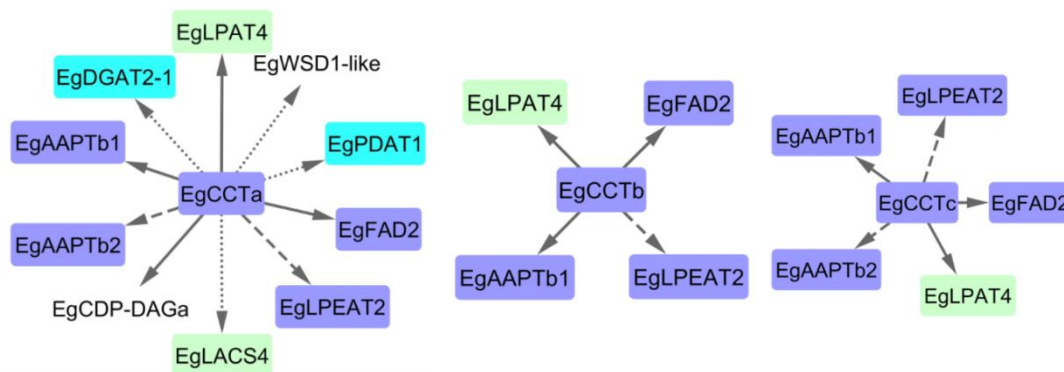 EgLPAT4
EgWSD1-like
EgDGAT2-1
EgPDAT1
EgAAPTb1
EgCCTa
EgAAPTb2
EgFAD2
EgCDP-DAGa
EgLPEAT2
EgLACS4
EgLPAT4
EgFAD2
EgCCTb
EgAAPTb1
EgLPEAT2
EgLPEAT2
EgAAPTb1
EgCCTc
EgFAD2
EgAAPTb2
EgLPAT4